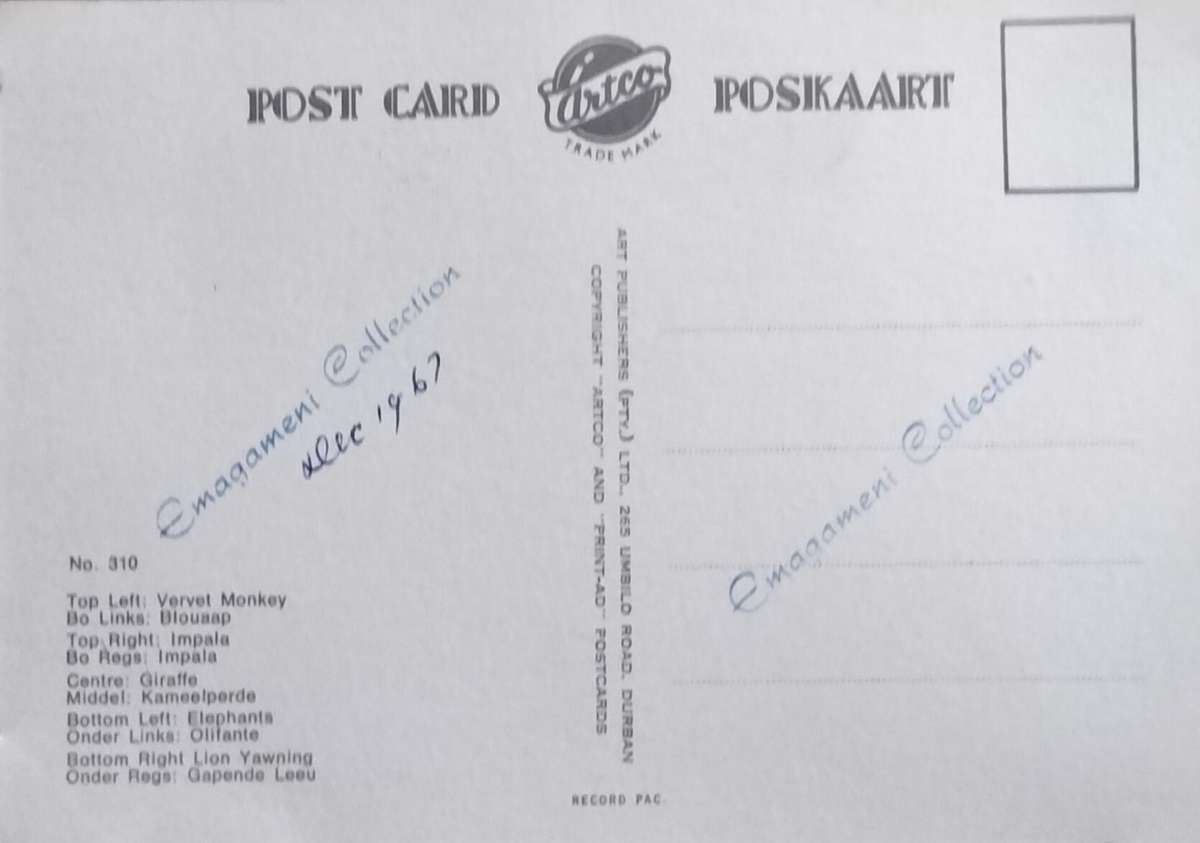 POST CARD
Artco
TRADE MARK
POSKAART
Emagameni Collection
Dec 1967
No. 310
Top Left: Vervet Monkey
Bo Links: Blouaap
Top Right: Impala
Bo Regs: Impala
Centre: Giraffe
Middel: Kameelperde
Bottom Left: Elephants
Onder Links: Olifante
Bottom Right Lion Yawning
Onder Regs: Gapende Leeu
ART PUBLISHERS (PTY.) LTD., 265 UMBILO ROAD, DURBAN
COPYRIGHT "ARTCO" AND "PRINT-AD" POSTCARDS
RECORD PAC.
Emagameni Collection